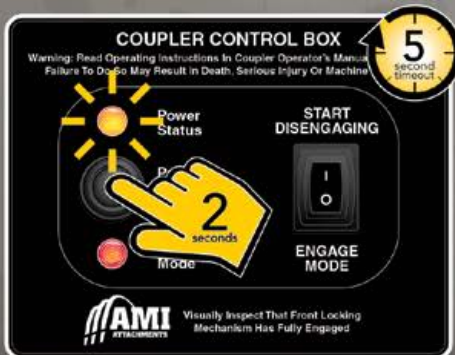 COUPLER CONTROL BOX
Warning: Read Operating Instructions In Coupler Operator's Manual
Failure To Do So May Result in Death, Serious Injury Or Machine
5
second
timeout
Power
Status
START
DISENGAGING
2
seconds
I
O
Mode
ENGAGE
MODE
AMI
ATTACHMENTS
Visually Inspect That Front Locking
Mechanism Has Fully Engaged